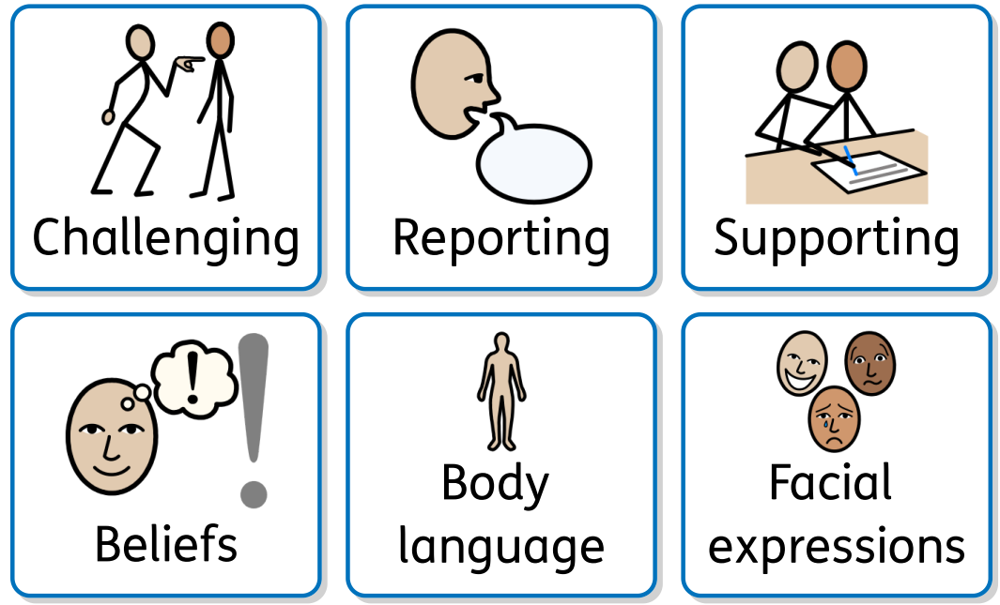 Challenging
Reporting
Supporting
Beliefs
Body
language
Facial
expressions